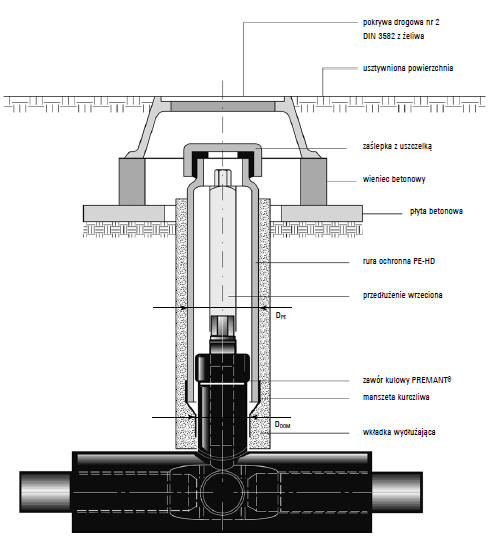 pokrywa drogowa nr 2
DIN 3582 z żeliwa
usztywniona powierzchnia
zaślepka z uszczelką
wieniec betonowy
płyta betonowa
rura ochronna PE-HD
przedłużenie wrzeciona
DPE
zawór kulowy PREMANT®
manszeta kurczliwa
DDOM
wkładka wydłużająca